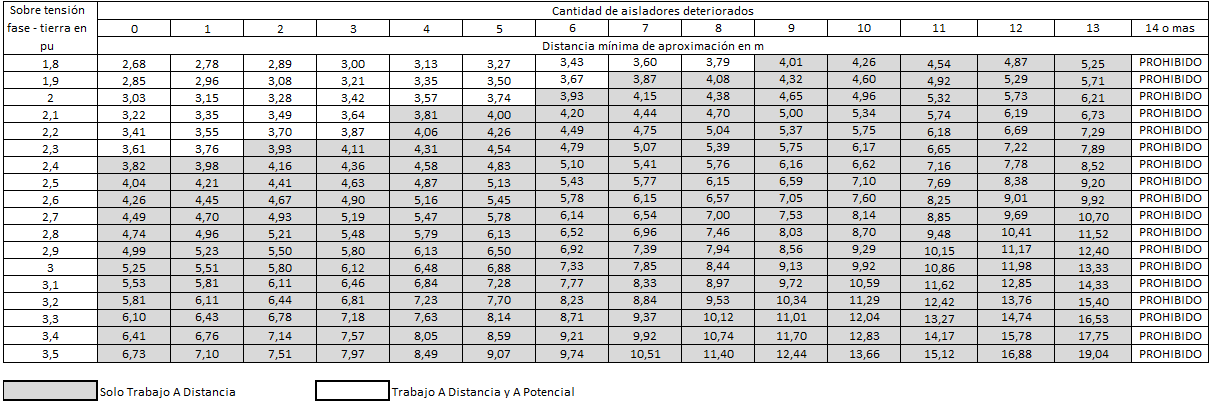 Sobre tensión fase - tierra en pu Cantidad de aisladores deteriorados
0 1 2 3 4 5 6 7 8 9 10 11 12 13 14 o mas
Distancia mínima de aproximación en m
1,8 2,68 2,78 2,89 3,00 3,13 3,27 3,43 3,60 3,79 4,01 4,26 4,54 4,87 5,25 PROHIBIDO
1,9 2,85 2,96 3,08 3,21 3,35 3,50 3,67 3,87 4,08 4,32 4,60 4,92 5,29 5,71 PROHIBIDO
2 3,03 3,15 3,28 3,42 3,57 3,74 3,93 4,15 4,38 4,65 4,96 5,32 5,73 6,21 PROHIBIDO
2,1 3,22 3,35 3,49 3,64 3,81 4,00 4,20 4,44 4,70 5,00 5,34 5,74 6,19 6,73 PROHIBIDO
2,2 3,41 3,55 3,70 3,87 4,06 4,26 4,49 4,75 5,04 5,37 5,75 6,18 6,69 7,29 PROHIBIDO
2,3 3,61 3,76 3,93 4,11 4,31 4,54 4,79 5,07 5,39 5,75 6,17 6,65 7,22 7,89 PROHIBIDO
2,4 3,82 3,98 4,16 4,36 4,58 4,83 5,10 5,41 5,76 6,16 6,62 7,16 7,78 8,52 PROHIBIDO
2,5 4,04 4,21 4,41 4,63 4,87 5,13 5,43 5,77 6,15 6,59 7,10 7,69 8,38 9,20 PROHIBIDO
2,6 4,26 4,45 4,67 4,90 5,16 5,45 5,78 6,15 6,57 7,05 7,60 8,25 9,01 9,92 PROHIBIDO
2,7 4,49 4,70 4,93 5,19 5,47 5,78 6,14 6,54 7,00 7,53 8,14 8,85 9,69 10,70 PROHIBIDO
2,8 4,74 4,96 5,21 5,48 5,79 6,13 6,52 6,96 7,46 8,03 8,70 9,48 10,41 11,52 PROHIBIDO
2,9 4,99 5,23 5,50 5,80 6,13 6,50 6,92 7,39 7,94 8,56 9,29 10,15 11,17 12,40 PROHIBIDO
3 5,25 5,51 5,80 6,12 6,48 6,88 7,33 7,85 8,44 9,13 9,92 10,86 11,98 13,33 PROHIBIDO
3,1 5,53 5,81 6,11 6,46 6,84 7,28 7,77 8,33 8,97 9,72 10,59 11,62 12,85 14,33 PROHIBIDO
3,2 5,81 6,11 6,44 6,81 7,23 7,70 8,23 8,84 9,53 10,34 11,29 12,42 13,76 15,40 PROHIBIDO
3,3 6,10 6,43 6,78 7,18 7,63 8,14 8,71 9,37 10,12 11,01 12,04 13,27 14,74 16,53 PROHIBIDO
3,4 6,41 6,76 7,14 7,57 8,05 8,59 9,21 9,92 10,74 11,70 12,83 14,17 15,78 17,75 PROHIBIDO
3,5 6,73 7,10 7,51 7,97 8,49 9,07 9,74 10,51 11,40 12,44 13,66 15,12 16,88 19,04 PROHIBIDO
Solo Trabajo A Distancia Trabajo A Distancia y A Potencial